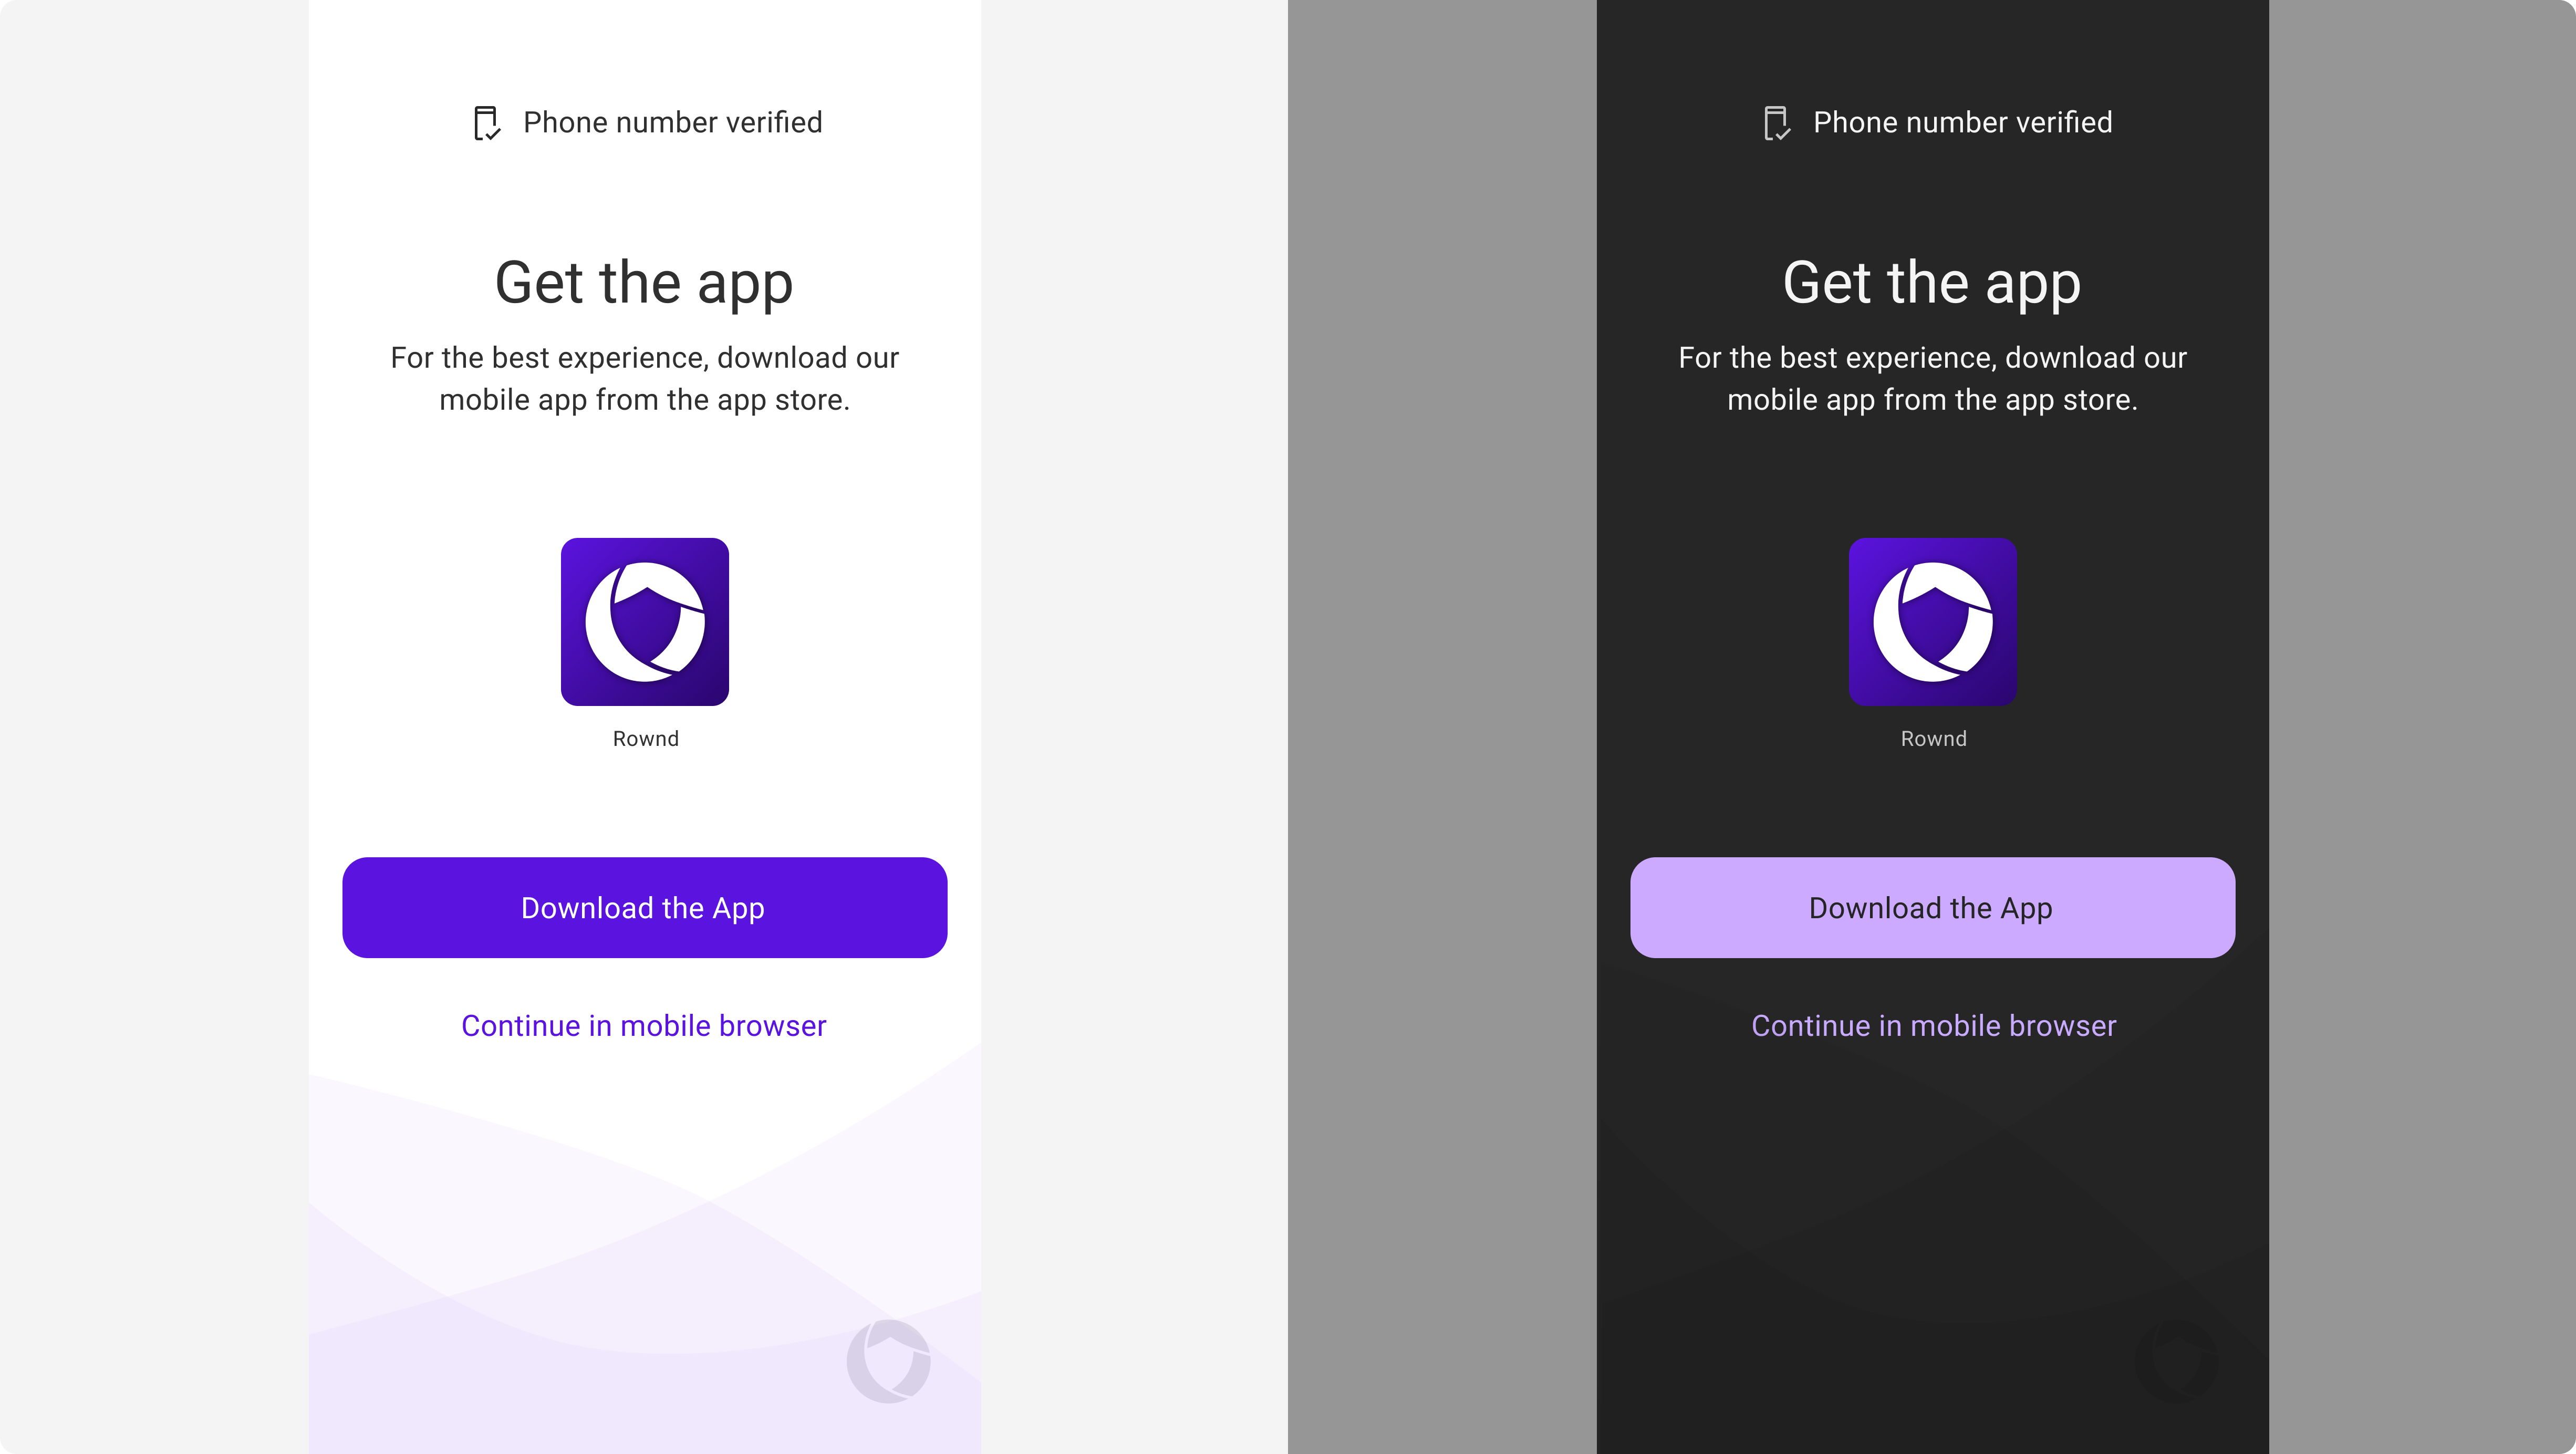 Phone number verified
Get the app
For the best experience, download our
mobile app from the app store.
Rownd
Download the App
Continue in mobile browser
Phone number verified
Get the app
For the best experience, download our
mobile app from the app store.
Rownd
Download the App
Continue in mobile browser